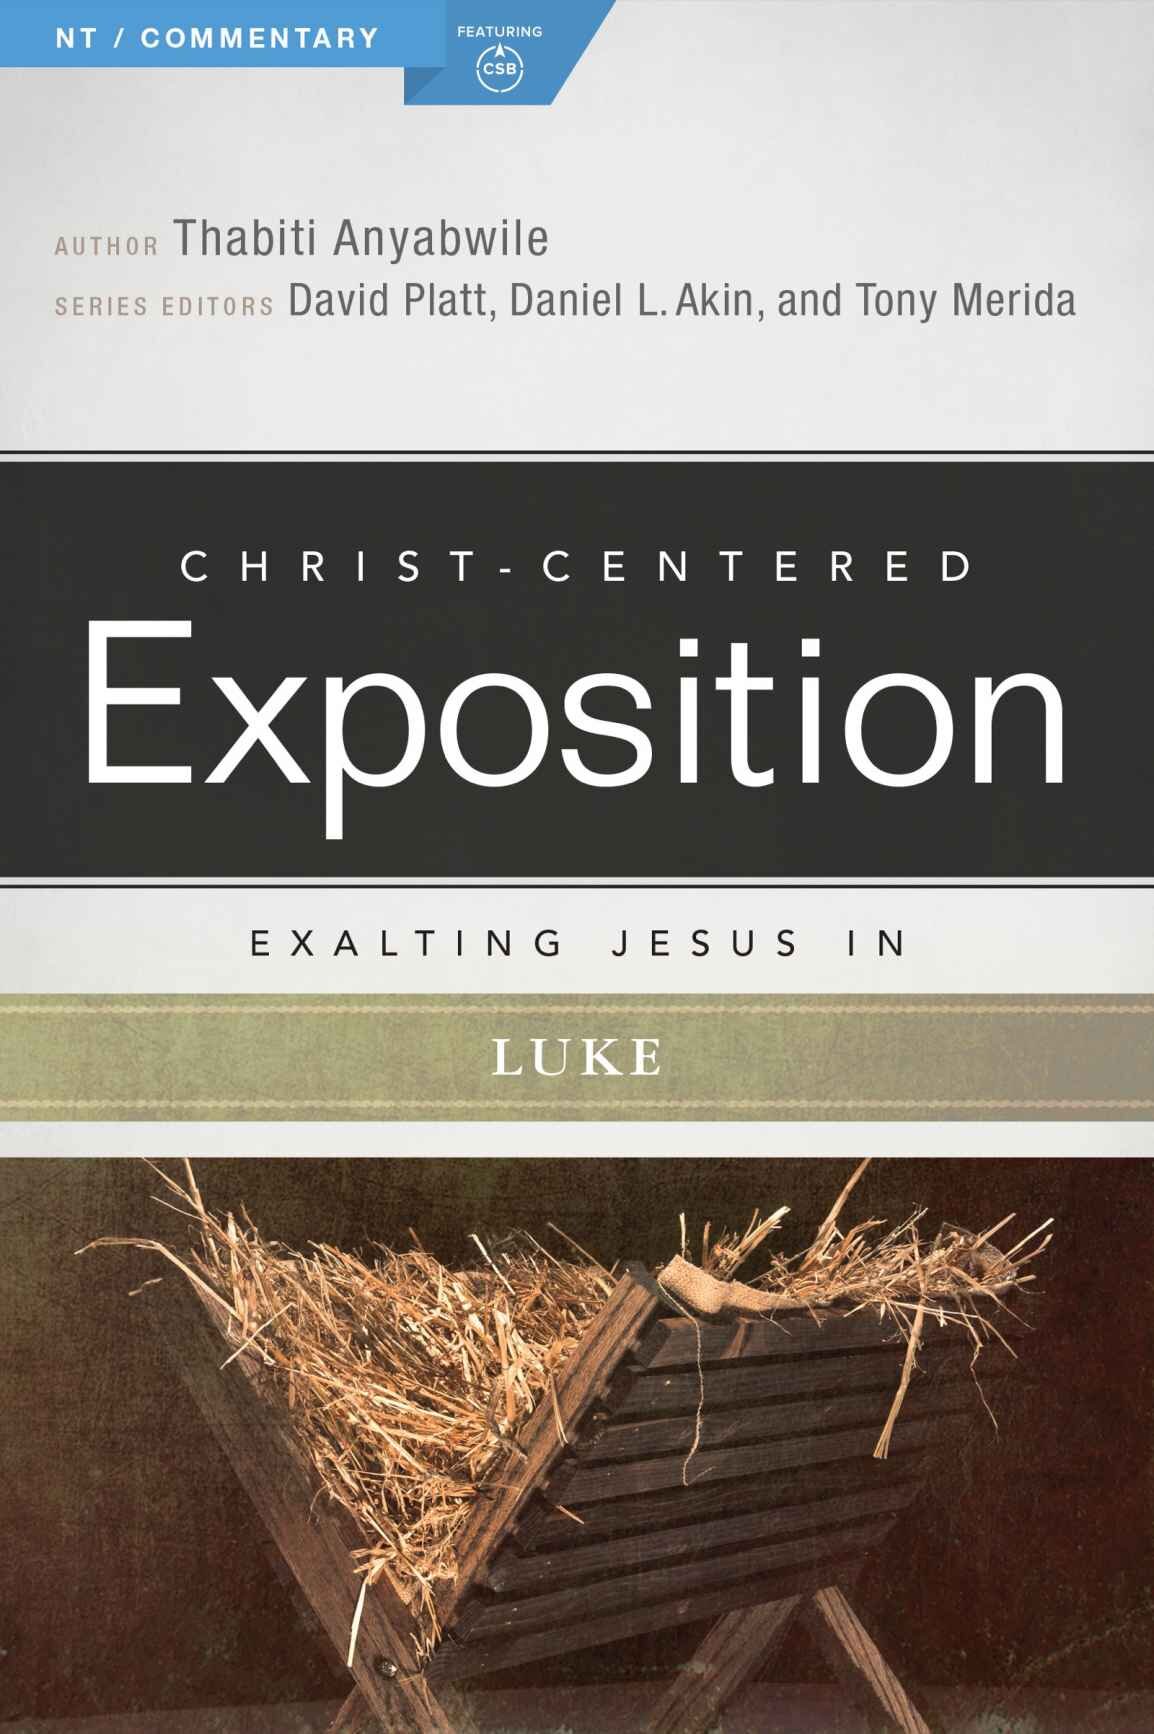 NT / COMMENTARY
FEATURING
CSB
AUTHOR Thabiti Anyabwile
SERIES EDITORS David Platt, Daniel L. Akin, and Tony Merida
CHRIST-CENTERED
Exposition
EXALTING JESUS IN
LUKE